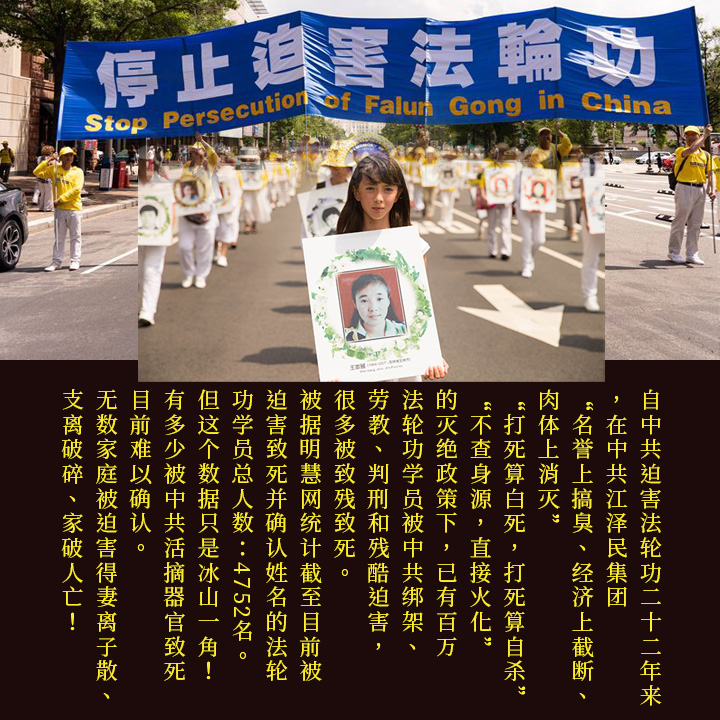 停止迫害法輪功
Stop Persecution of Falun Gong in China
自中共迫害法轮功二十二年来
，在中共江泽民集团
“名誉上搞臭、经济上截断、
肉体上消灭”
“打死算白死，打死算自杀”
“不查身源，直接火化”
的灭绝政策下，已有百万
法轮功学员被中共绑架、
劳教、判刑和残酷迫害，
很多被致残致死。
被据明慧网统计截至目前被
迫害致死并确认姓名的法轮
功学员总人数：4752名。
但这个数据只是冰山一角！
有多少被中共活摘器官致死
目前难以确认。
无数家庭被迫害得妻离子散、
支离破碎、家破人亡！